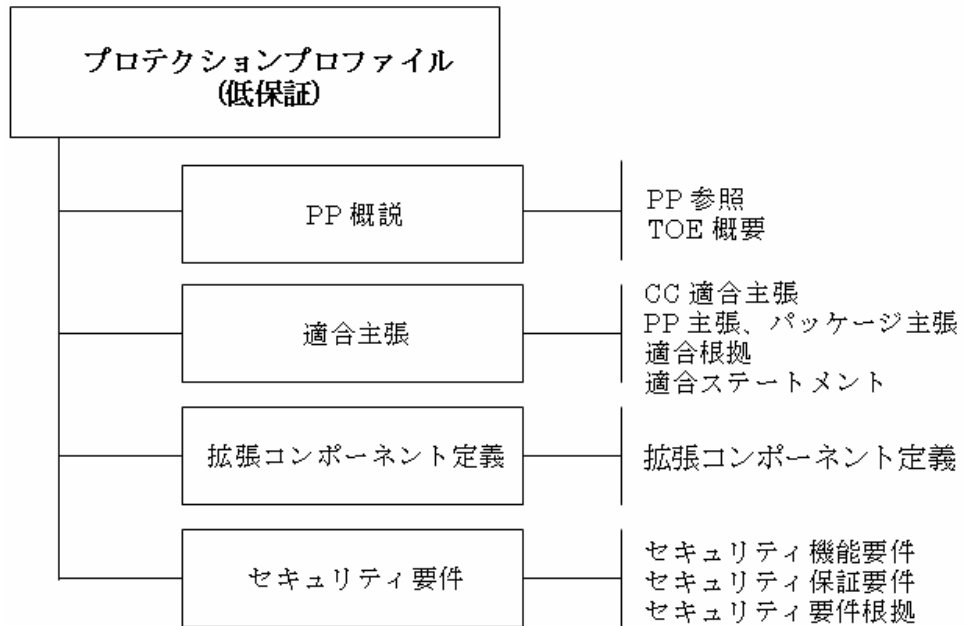 プロテクションプロファイル
(低保証)
PP 概説
PP 参照
TOE 概要
適合主張
CC 適合主張
PP 主張、パッケージ主張
適合根拠
適合ステートメント
拡張コンポーネント定義
拡張コンポーネント定義
セキュリティ要件
セキュリティ機能要件
セキュリティ保証要件
セキュリティ要件根拠